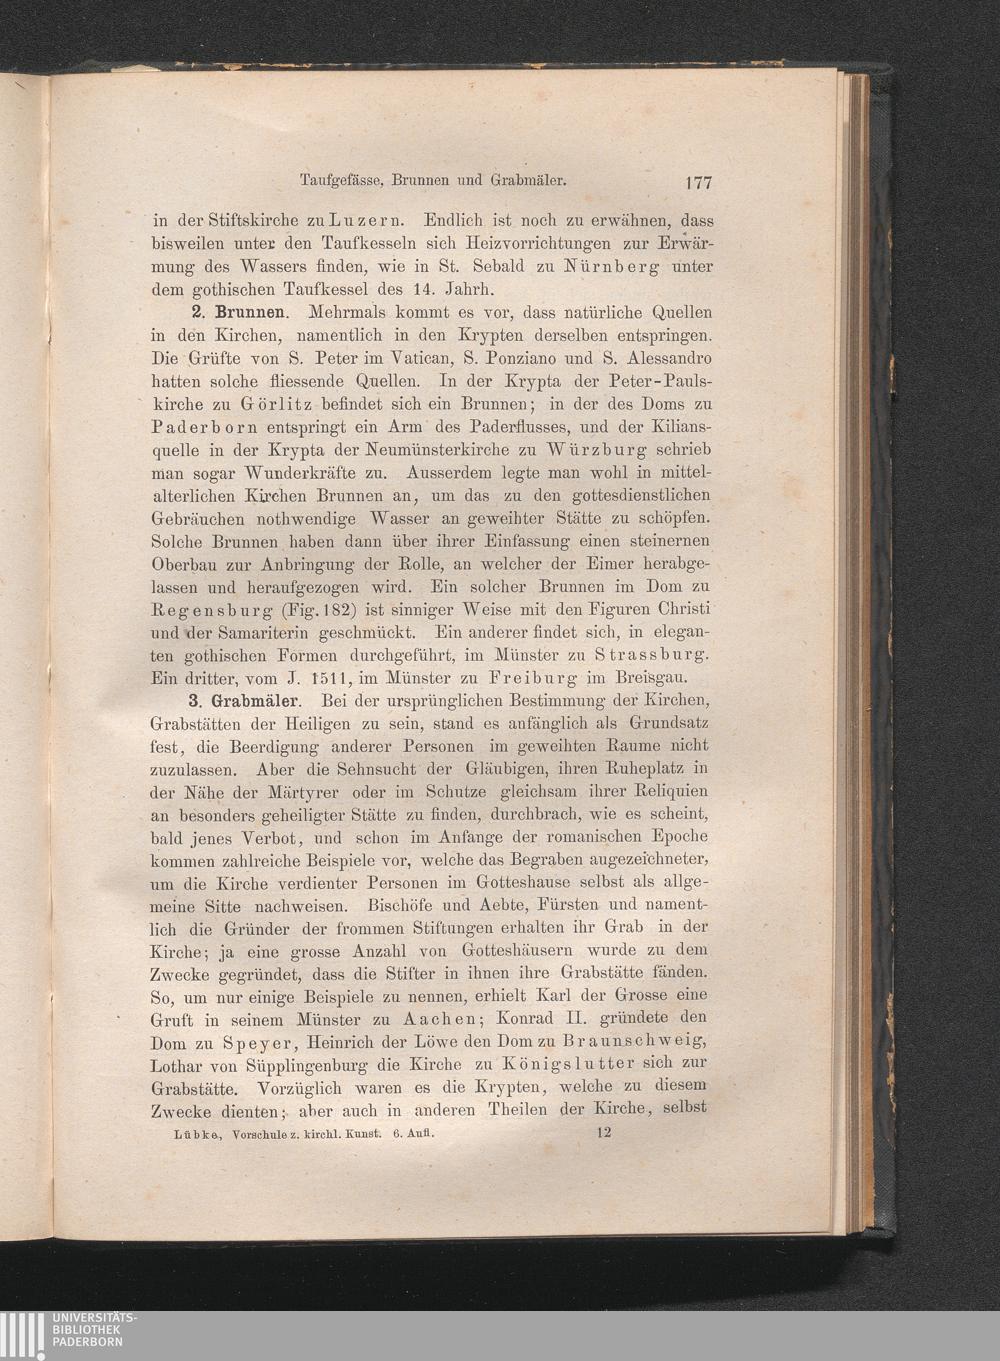 Taufgefässe, Brunnen und Grabmäler. 177
in der Stiftskirche zu Luzern. Endlich ist noch zu erwähnen, dass
bisweilen unter den Taufkesseln sich Heizvorrichtungen zur Erwär-
mung des Wassers finden, wie in St. Sebald zu Nürnberg unter
dem gothischen Taufkessel des 14. Jahrh.
2. Brunnen. Mehrmals kommt es vor, dass natürliche Quellen
in den Kirchen, namentlich in den Krypten derselben entspringen.
Die Grüfte von S. Peter im Vatican, S. Ponziano und S. Alessandro
hatten solche fliessende Quellen. In der Krypta der Peter-Pauls-
kirche zu Görlitz befindet sich ein Brunnen; in der des Doms zu
Paderborn entspringt ein Arm des Paderflusses, und der Kilians-
quelle in der Krypta der Neumünsterkirche zu Würzburg schrieb
man sogar Wunderkräfte zu. Ausserdem legte man wohl in mittel-
alterlichen Kirchen Brunnen an, um das zu den gottesdienstlichen
Gebräuchen nothwendige Wasser an geweihter Stätte zu schöpfen.
Solche Brunnen haben dann über ihrer Einfassung einen steinernen
Oberbau zur Anbringung der Rolle, an welcher der Eimer herabge-
lassen und heraufgezogen wird. Ein solcher Brunnen im Dom zu
Regensburg (Fig. 182) ist sinniger Weise mit den Figuren Christi
und der Samariterin geschmückt. Ein anderer findet sich, in elegan-
ten gothischen Formen durchgeführt, im Münster zu Strassburg.
Ein dritter, vom J. 1511, im Münster zu Freiburg im Breisgau.
3. Grabmäler. Bei der ursprünglichen Bestimmung der Kirchen,
Grabstätten der Heiligen zu sein, stand es anfänglich als Grundsatz
fest, die Beerdigung anderer Personen im geweihten Raume nicht
zuzulassen. Aber die Sehnsucht der Gläubigen, ihren Ruheplatz in
der Nähe der Märtyrer oder im Schutze gleichsam ihrer Reliquien
an besonders geheiligter Stätte zu finden, durchbrach, wie es scheint,
bald jenes Verbot, und schon im Anfange der romanischen Epoche
kommen zahlreiche Beispiele vor, welche das Begraben augezeichneter,
um die Kirche verdienter Personen im Gotteshause selbst als allge-
meine Sitte nachweisen. Bischöfe und Aebte, Fürsten und nament-
lich die Gründer der frommen Stiftungen erhalten ihr Grab in der
Kirche; ja eine grosse Anzahl von Gotteshäusern wurde zu dem
Zwecke gegründet, dass die Stifter in ihnen ihre Grabstätte fänden.
So, um nur einige Beispiele zu nennen, erhielt Karl der Grosse eine
Gruft in seinem Münster zu Aachen; Konrad II. gründete den
Dom zu Speyer, Heinrich der Löwe den Dom zu Braunschweig,
Lothar von Süpplingenburg die Kirche zu Königslutter sich zur
Grabstätte. Vorzüglich waren es die Krypten, welche zu diesem
Zwecke dienten; aber auch in anderen Theilen der Kirche, selbst
Lübke, Vorschule z. kirchl. Kunst. 6. Aufl. 12
UNIVERSITÄTS-
BIBLIOTHEK
PADERBORN